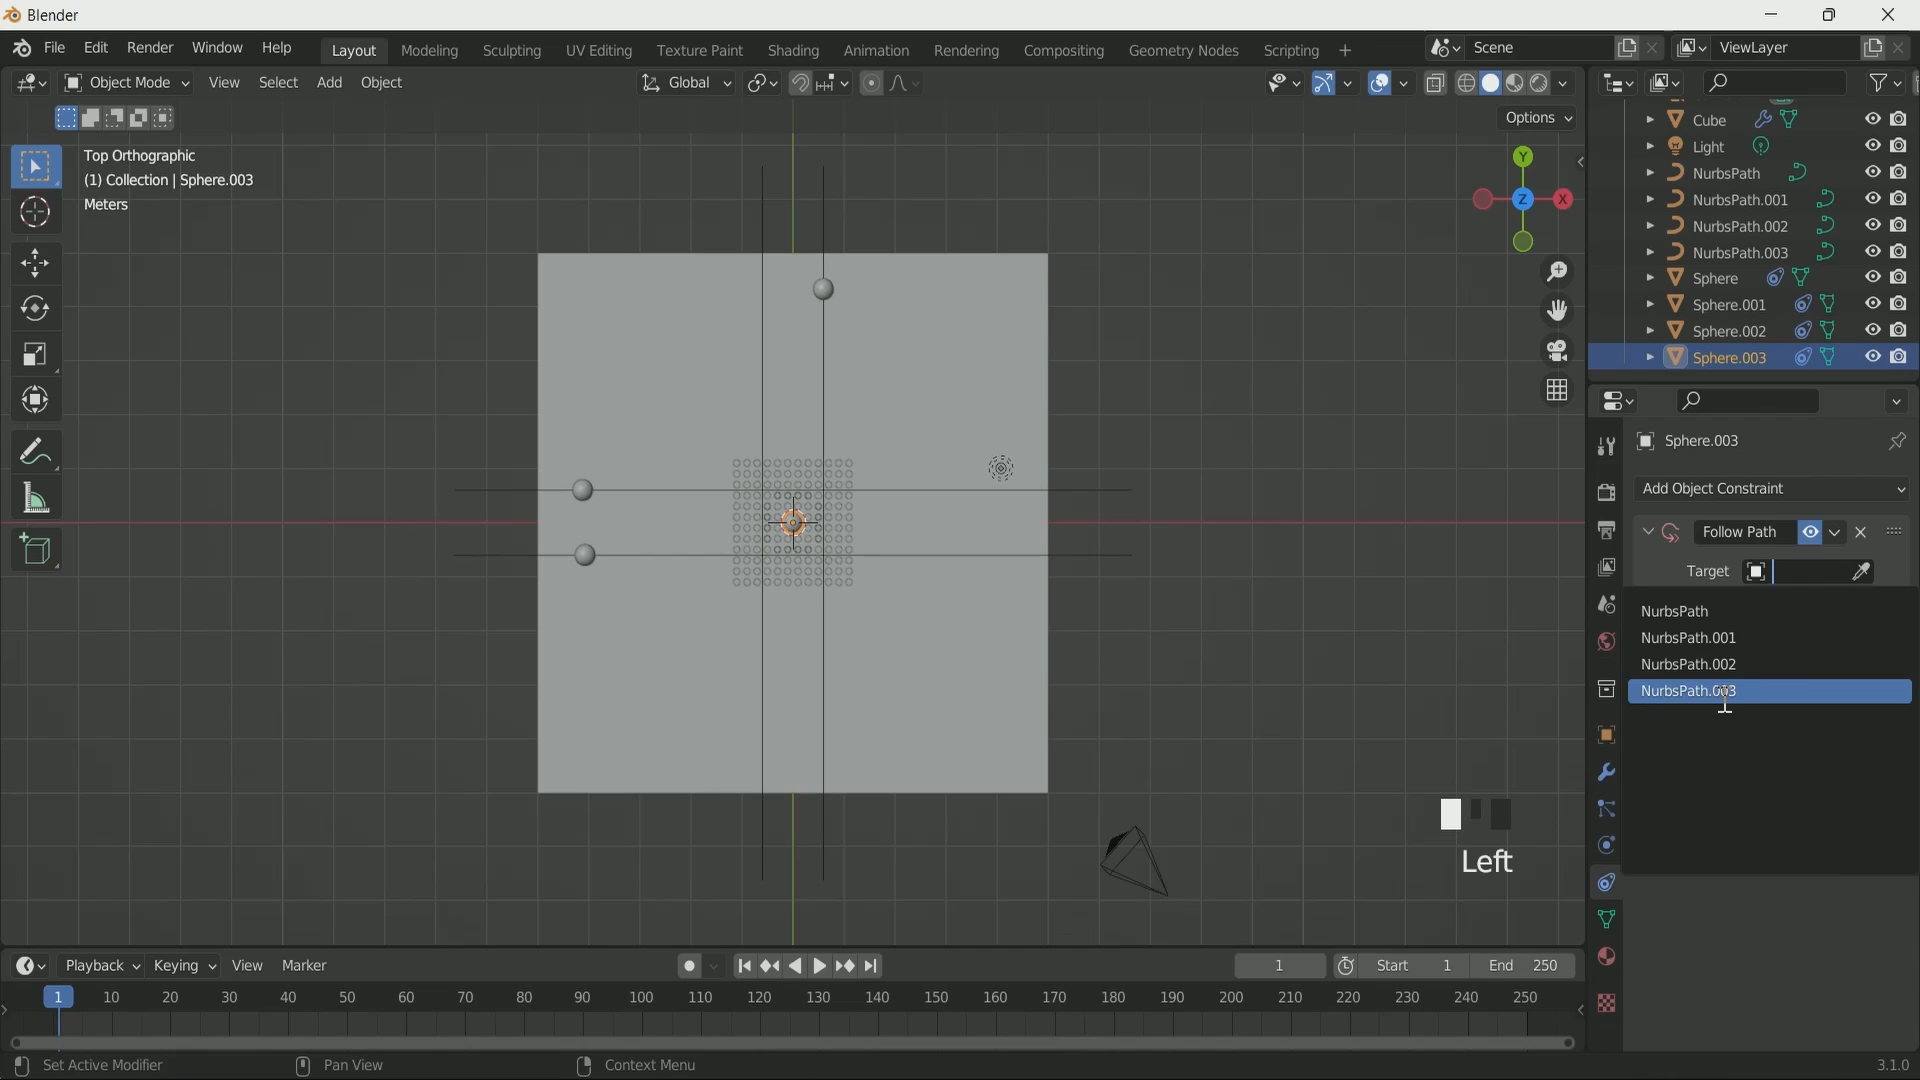 Blender
File Edit Render Window Help Layout Modeling Sculpting UV Editing Texture Paint Shading Animation Rendering Compositing Geometry Nodes Scripting + Scene ViewLayer
Object Mode View Select Add Object Global
Options
Top Orthographic
(1) Collection | Sphere.003
Meters
Y
Z X
Cube
Light
NurbsPath
NurbsPath.001
NurbsPath.002
NurbsPath.003
Sphere
Sphere.001
Sphere.002
Sphere.003
Sphere.003
Add Object Constraint
Follow Path
Target
NurbsPath
NurbsPath.001
NurbsPath.002
NurbsPath.003
Left
Playback Keying View Marker 1 Start 1 End 250
1 10 20 30 40 50 60 70 80 90 100 110 120 130 140 150 160 170 180 190 200 210 220 230 240 250
Set Active Modifier Pan View Context Menu 3.1.0